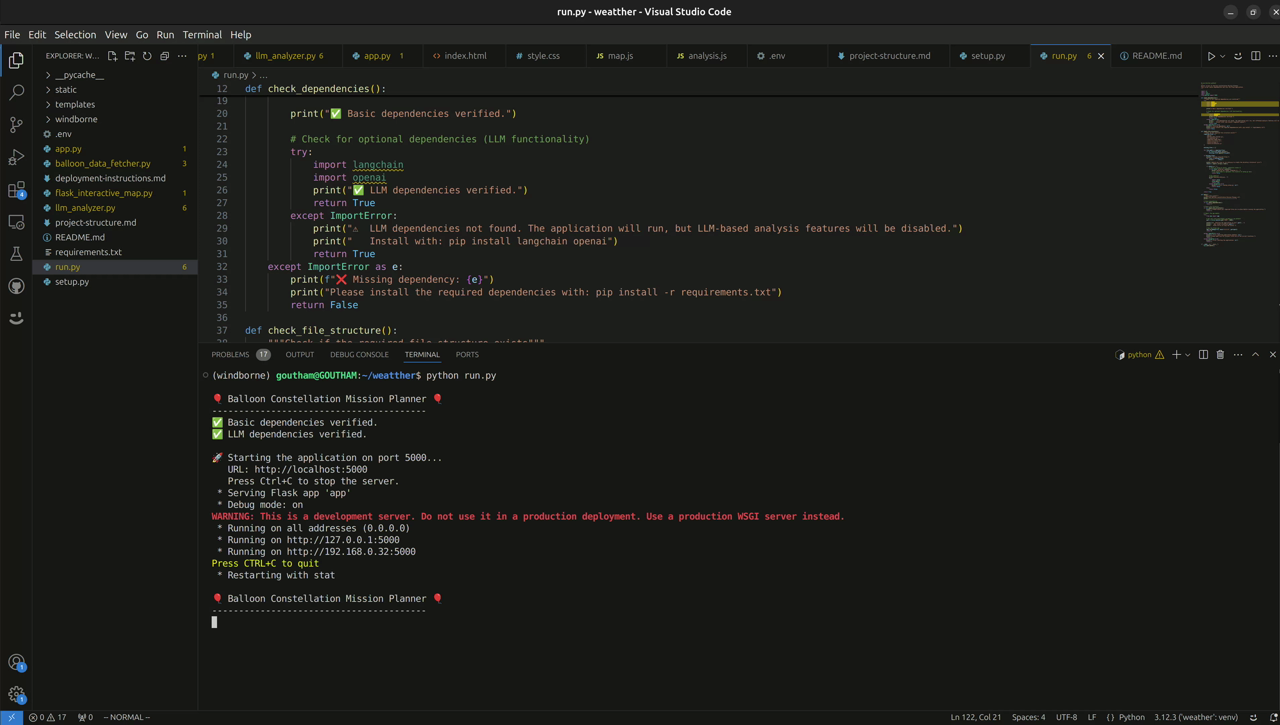 run.py - weatther - Visual Studio Code
File Edit Selection View Go Run Terminal Help
EXPLORER: W...
py 1
llm_analyzer.py 6
app.py 1
index.html
style.css
map.js
analysis.js
.env
project-structure.md
setup.py
run.py 6
README.md
__pycache__
static
templates
windborne
.env
app.py 1
balloon_data_fetcher.py 3
deployment-instructions.md
flask_interactive_map.py 1
llm_analyzer.py 6
project-structure.md
README.md
requirements.txt
run.py 6
setup.py
run.py > ...
12 def check_dependencies():
19
20 print("✅ Basic dependencies verified.")
21
22 # Check for optional dependencies (LLM functionality)
23 try:
24 import langchain
25 import openai
26 print("✅ LLM dependencies verified.")
27 return True
28 except ImportError:
29 print("⚠ LLM dependencies not found. The application will run, but LLM-based analysis features will be disabled.")
30 print("   Install with: pip install langchain openai")
31 return True
32 except ImportError as e:
33 print(f"❌ Missing dependency: {e}")
34 print("Please install the required dependencies with: pip install -r requirements.txt")
35 return False
36
37 def check_file_structure():
"""Check if the required file structure exists"""
PROBLEMS 17 OUTPUT DEBUG CONSOLE TERMINAL PORTS
python
(windborne) goutham@GOUTHAM:~/weatther$ python run.py
🎈 Balloon Constellation Mission Planner 🎈
----------------------------------------
✅ Basic dependencies verified.
✅ LLM dependencies verified.
🚀 Starting the application on port 5000...
URL: http://localhost:5000
Press Ctrl+C to stop the server.
* Serving Flask app 'app'
* Debug mode: on
WARNING: This is a development server. Do not use it in a production deployment. Use a production WSGI server instead.
* Running on all addresses (0.0.0.0)
* Running on http://127.0.0.1:5000
* Running on http://192.168.0.32:5000
Press CTRL+C to quit
* Restarting with stat
🎈 Balloon Constellation Mission Planner 🎈
----------------------------------------
4
1
1
0 17 0 -- NORMAL --
Ln 122, Col 21 Spaces: 4 UTF-8 LF {} Python 3.12.3 ('weather': venv)